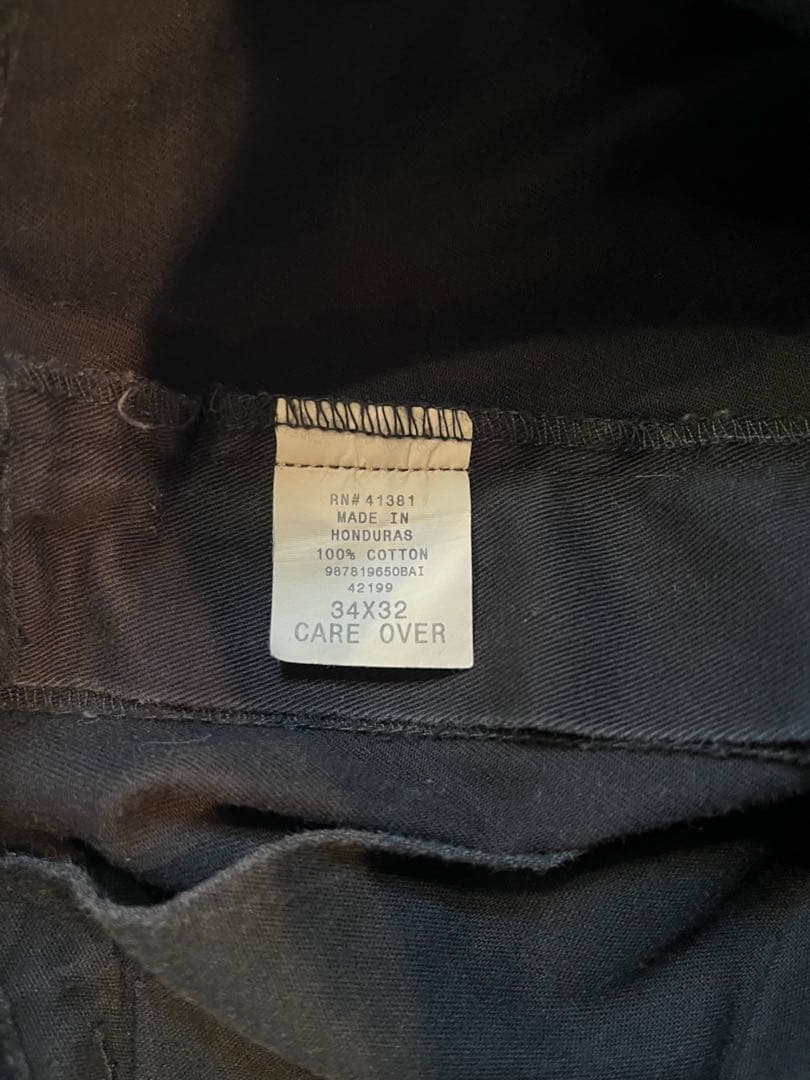 RN# 41381
MADE IN
HONDURAS
100% COTTON
987819650BAI
42199
34X32
CARE OVER